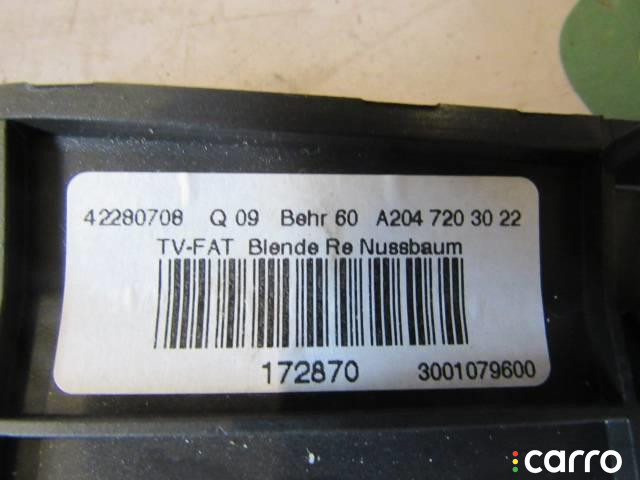 42280708 Q 09 Behr 60 A204 720 30 22
TV-FAT Blende Re Nussbaum
172870 3001079600
carro